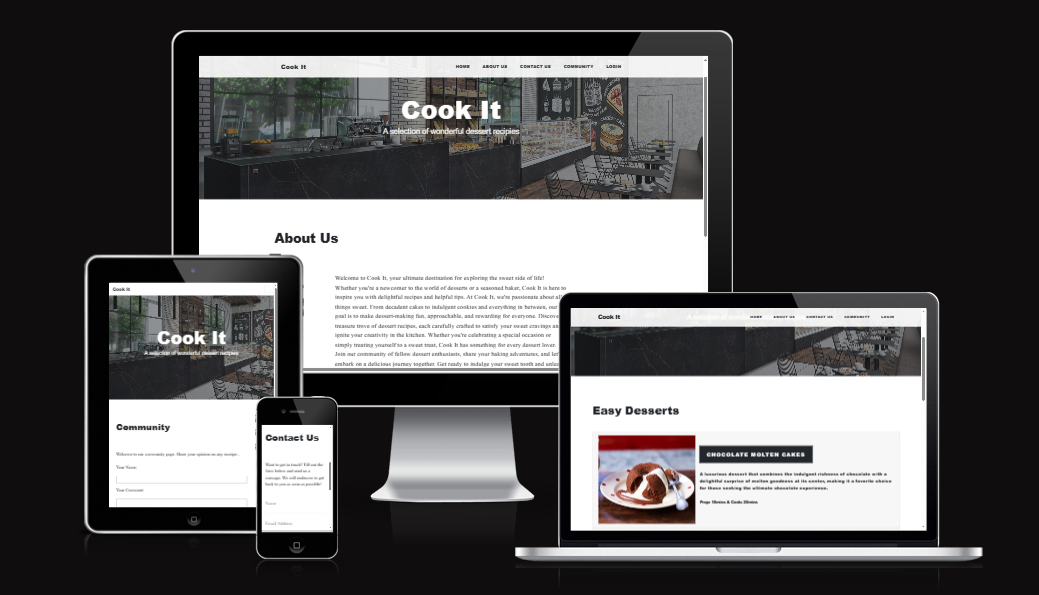 Cook It
HOME ABOUT US CONTACT US COMMUNITY LOGIN
Cook It
A selection of wonderful dessert recipies
About Us
Welcome to Cook It, your ultimate destination for exploring the sweet side of life!
Whether you're a newcomer to the world of desserts or a seasoned baker, Cook It is here to
inspire you with delightful recipes and helpful tips. At Cook It, we're passionate about all
things sweet. From decadent cakes to indulgent cookies and everything in between, our
goal is to make dessert-making fun, approachable, and rewarding for everyone. Discover
treasure trove of dessert recipes, each carefully crafted to satisfy your sweet cravings an
ignite your creativity in the kitchen. Whether you're celebrating a special occasion or
simply treating yourself to a sweet treat, Cook It has something for every dessert lover.
Join our community of fellow dessert enthusiasts, share your baking adventures, and let
embark on a delicious journey together. Get ready to indulge your sweet tooth and unleas
Cook It
Cook It
A selection of wonderful dessert recipies
Community
Welcome to our community page. Share your opinion on any recipe..
Your Name:
Your Comment:
Contact Us
Want to get in touch? Fill out the
form below and send us a
message. We will endeavor to get
back to you as soon as possible!
Name
Email Address
Cook It
HOME ABOUT US CONTACT US COMMUNITY LOGIN
Easy Desserts
CHOCOLATE MOLTEN CAKES
A luxurious dessert that combines the indulgent richness of chocolate with a
delightful surprise of molten goodness at its center, making it a favorite choice
for those seeking the ultimate chocolate experience.
Prep 15mins & Cook: 20mins